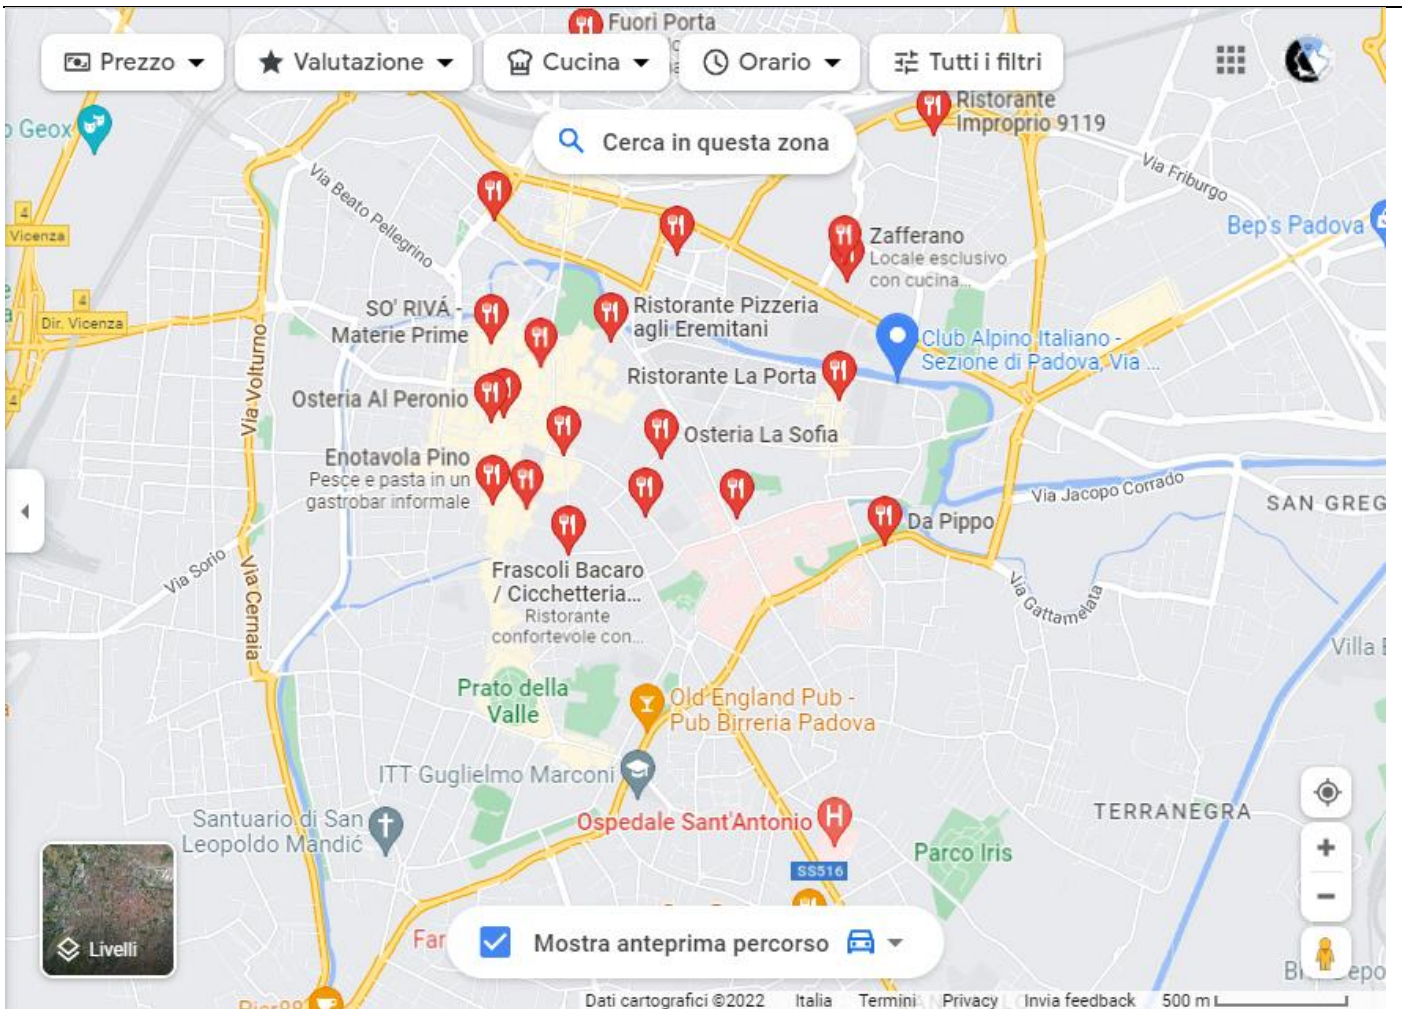 Fuori Porta
Prezzo
Valutazione
Cucina
Orario
Tutti i filtri
Geox
Ristorante
Improprio 9119
Cerca in questa zona
Via Friburgo
Via Beato Pellegrino
4
Vicenza
Bep's Padova
Zafferano
Locale esclusivo
con cucina...
4
Dir. Vicenza
SO' RIVÁ -
Materie Prime
Ristorante Pizzeria
agli Eremitani
Club Alpino Italiano -
Sezione di Padova, Via ...
Via Volturno
Ristorante La Porta
4
Osteria Al Peronio
Osteria La Sofia
Enotavola Pino
Pesce e pasta in un
gastrobar informale
Via Jacopo Corrado
SAN GREG
Da Pippo
Via Sorio
Via Cernaia
Frascoli Bacaro
/ Cicchetteria...
Ristorante
confortevole con...
Via Gattamelata
Villa
Prato della
Valle
Old England Pub -
Pub Birreria Padova
ITT Guglielmo Marconi
Santuario di San
Leopoldo Mandić
Ospedale Sant'Antonio
H
TERRANEGRA
Parco Iris
SS516
Livelli
Far
Mostra anteprima percorso
Dati cartografici ©2022
Italia
Termini
Privacy
Invia feedback
500 m